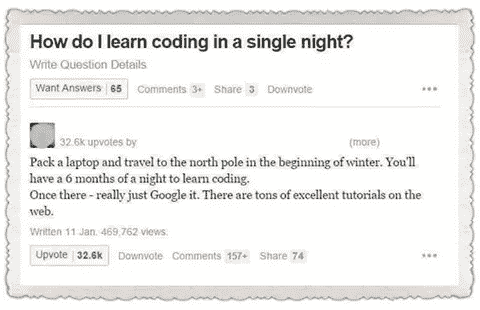 How do I learn coding in a single night?
Write Question Details
Want Answers 65 Comments 3+ Share 3 Downvote
32.6k upvotes by (more)
Pack a laptop and travel to the north pole in the beginning of winter. You'll
have a 6 months of a night to learn coding.
Once there - really just Google it. There are tons of excellent tutorials on the
web.
Written 11 Jan. 469,762 views.
Upvote 32.6k Downvote Comments 157+ Share 74